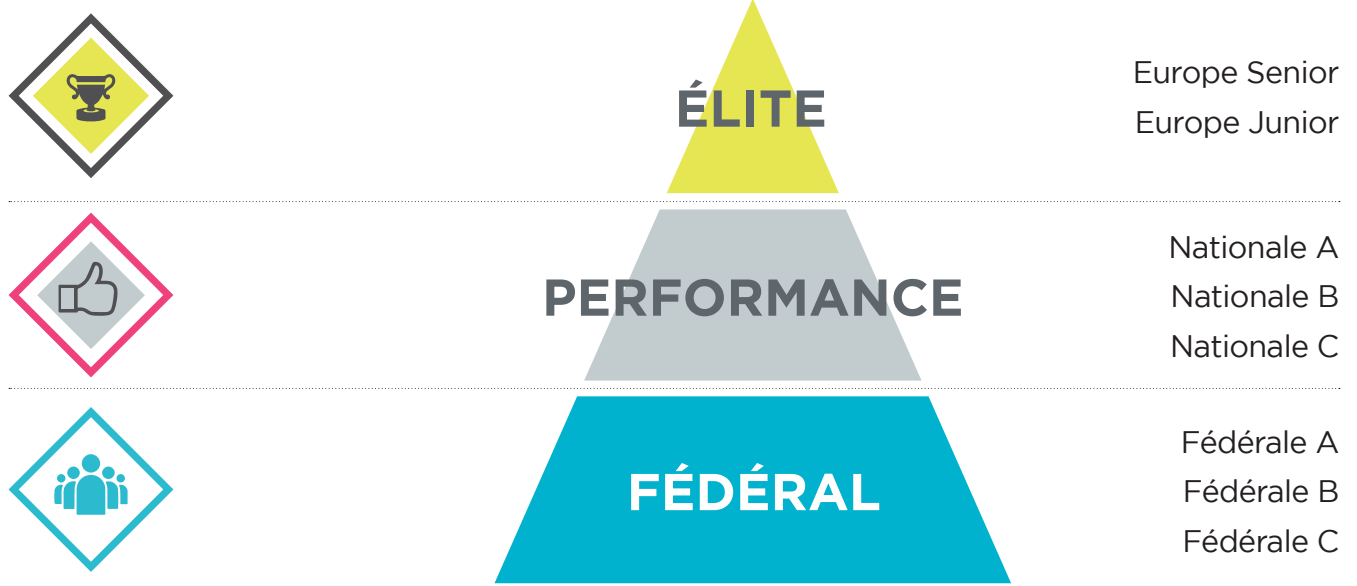 ÉLITE
Europe Senior
Europe Junior
PERFORMANCE
Nationale A
Nationale B
Nationale C
FÉDÉRAL
Fédérale A
Fédérale B
Fédérale C